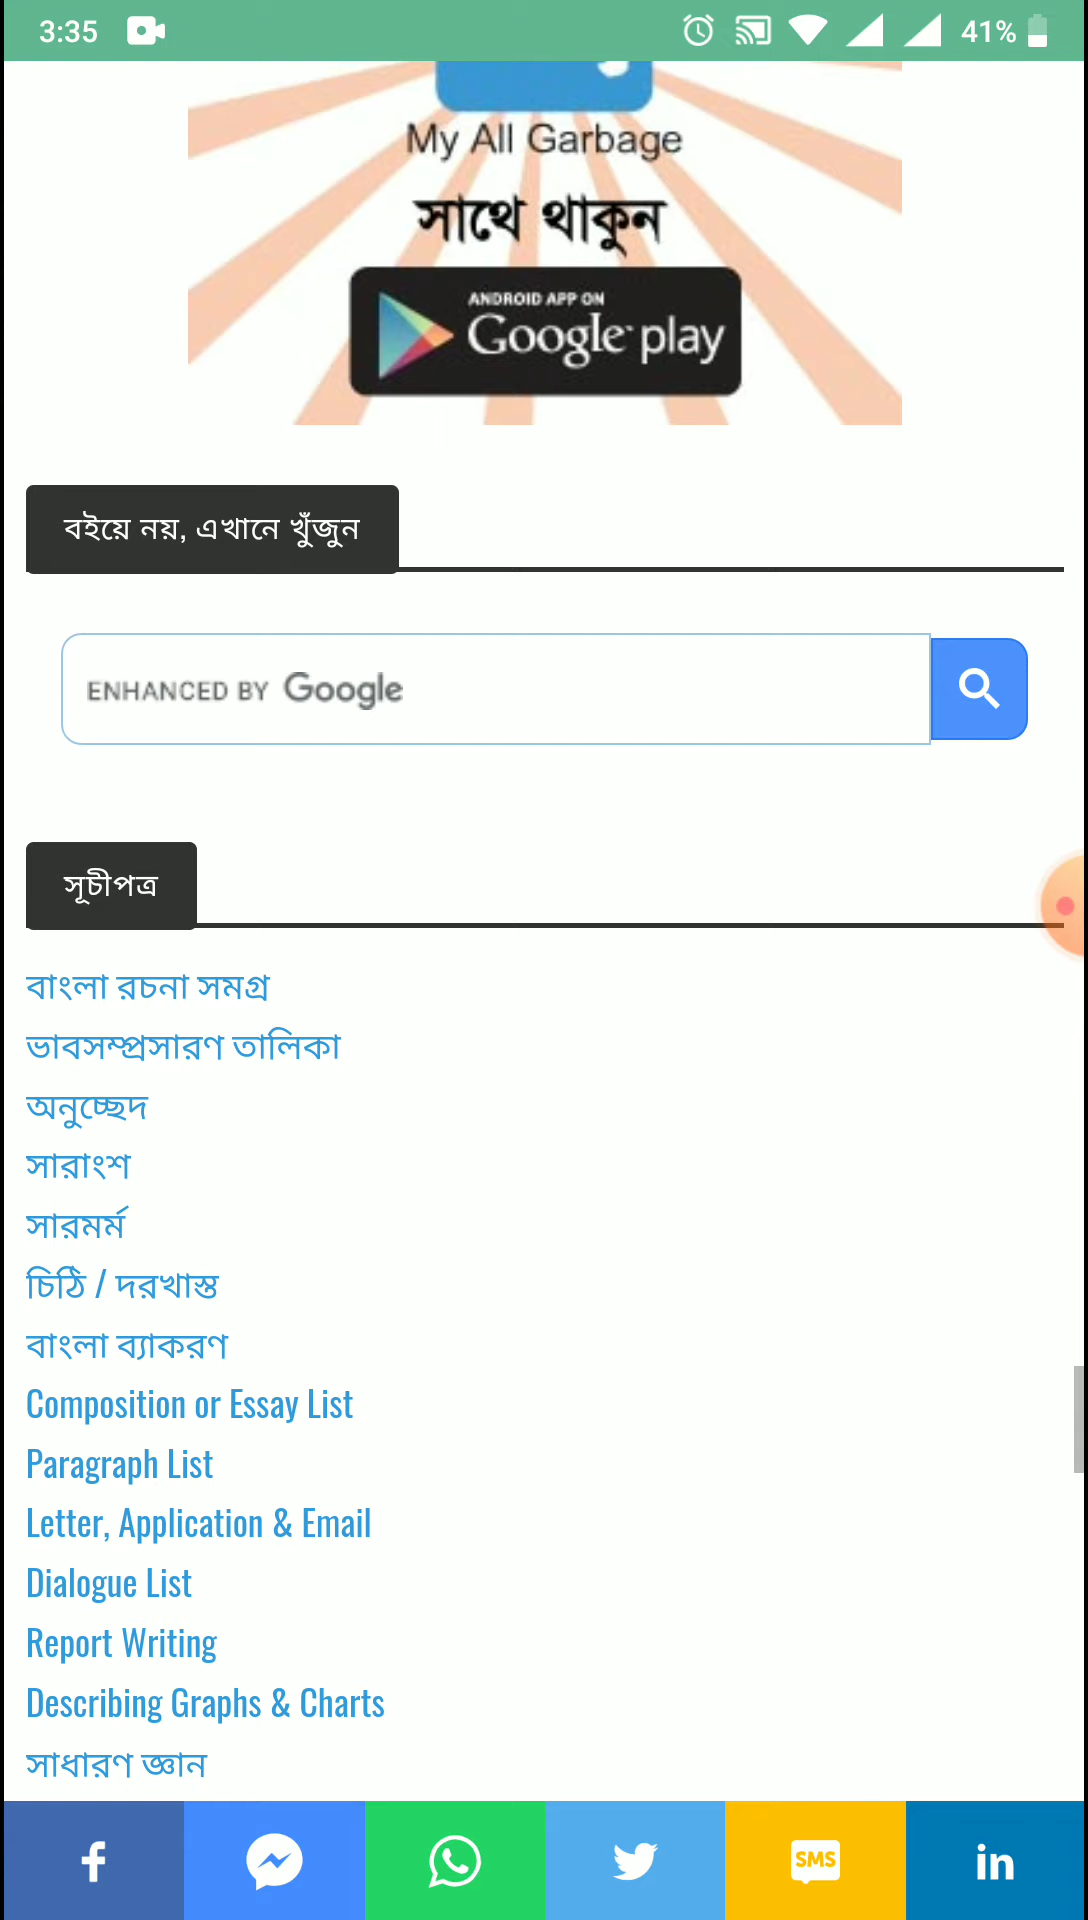 3:35
41%
My All Garbage
সাথে থাকুন
ANDROID APP ON
Google play
বইয়ে নয়, এখানে খুঁজুন
ENHANCED BY Google
সূচীপত্র
বাংলা রচনা সমগ্র
ভাবসম্প্রসারণ তালিকা
অনুচ্ছেদ
সারাংশ
সারমর্ম
চিঠি / দরখাস্ত
বাংলা ব্যাকরণ
Composition or Essay List
Paragraph List
Letter, Application & Email
Dialogue List
Report Writing
Describing Graphs & Charts
সাধারণ জ্ঞান
SMS